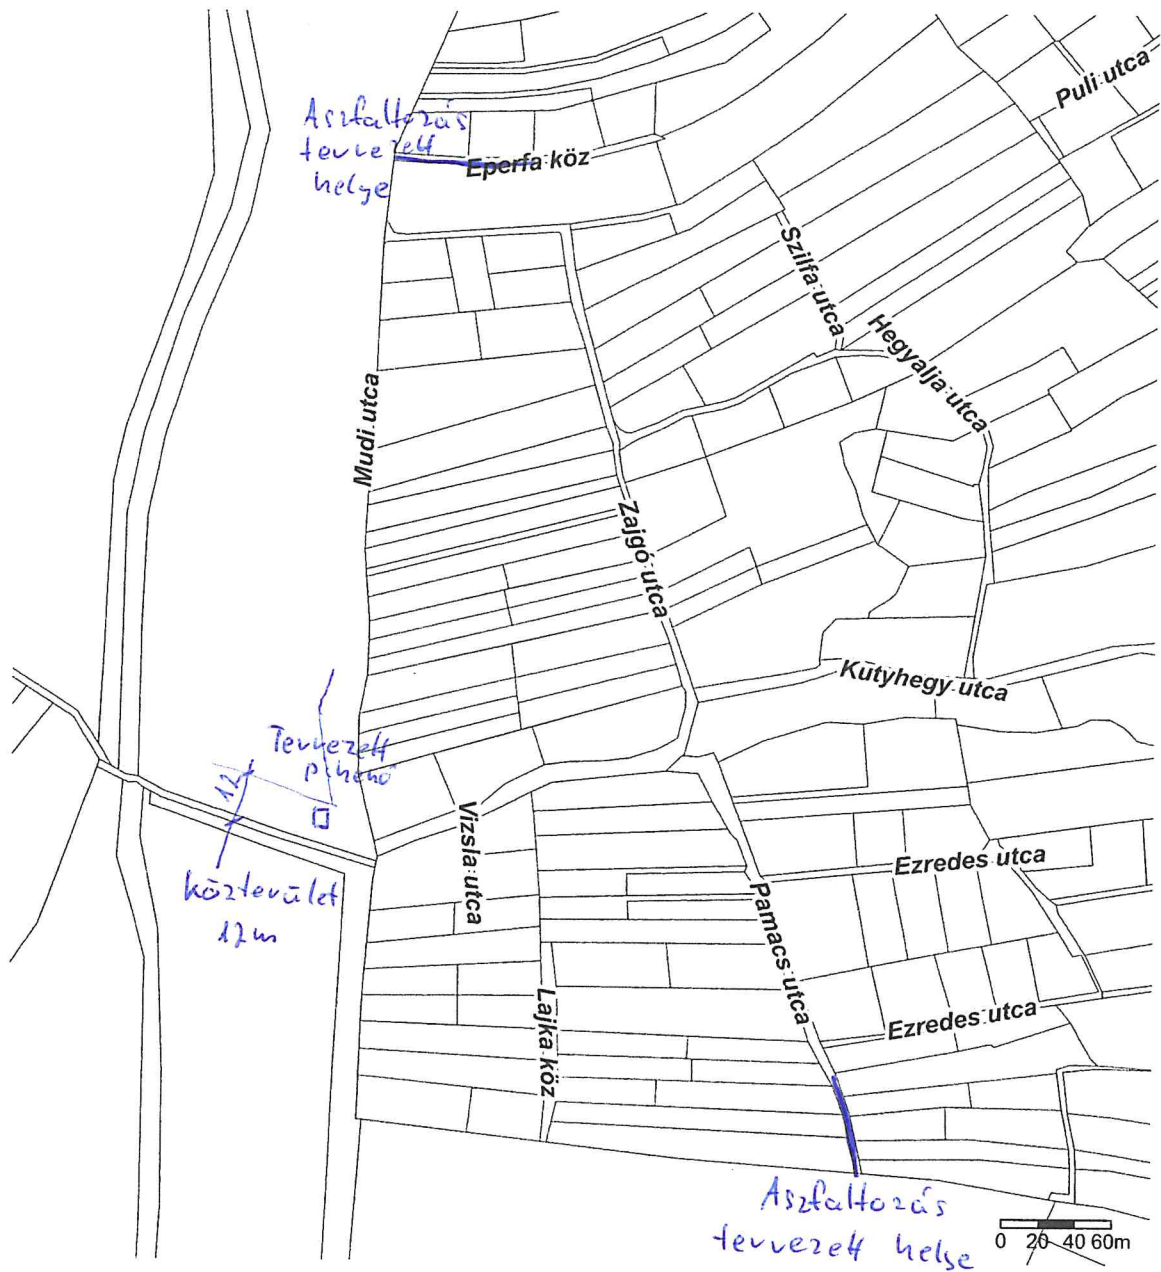 Puli utca
Aszfaltozás
tervezett
helye
Eperfa köz
Szilfa utca
Hegyalja utca
Mudi utca
Zajgó utca
Kutyhegy utca
Tervezett
pihenő
12
közterület
12m
Vizsla utca
Ezredes utca
Pamacs utca
Lajka köz
Ezredes utca
Aszfaltozás
tervezett helye
0 20 40 60m